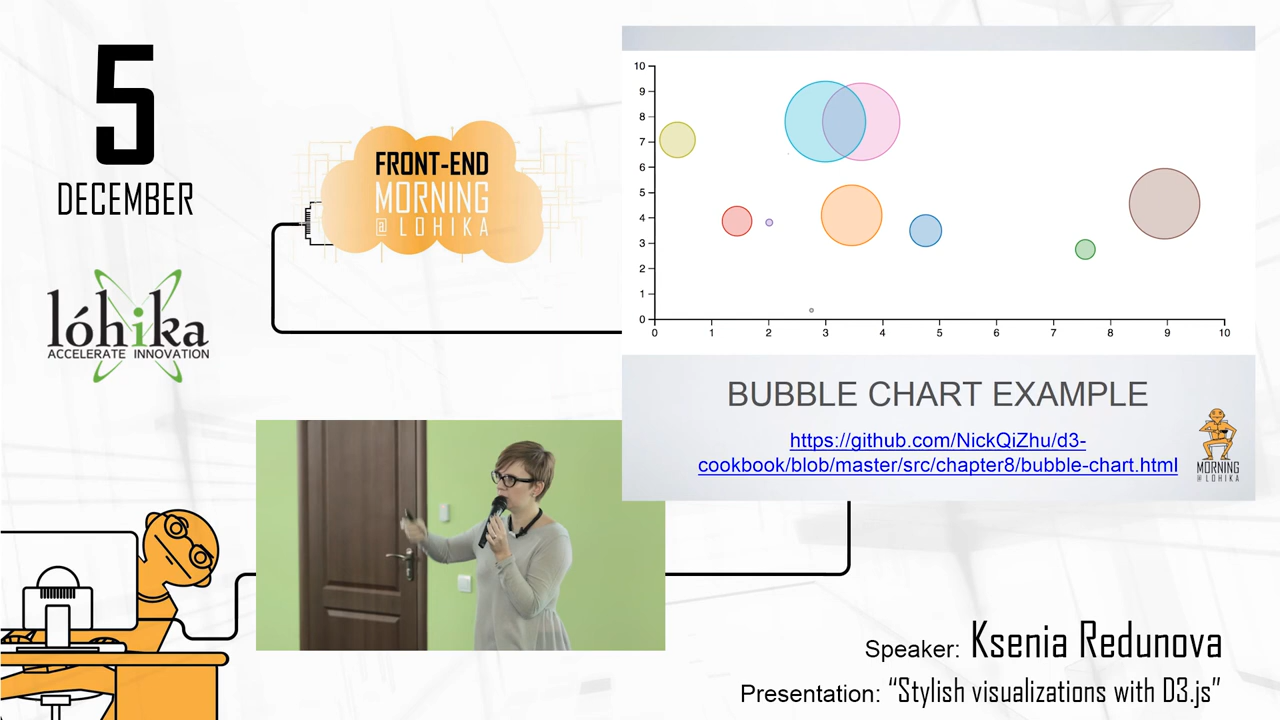 5
DECEMBER
lóhika
ACCELERATE INNOVATION
FRONT-END
MORNING
@ LOHIKA
10
9
8
7
6
5
4
3
2
1
0
0 1 2 3 4 5 6 7 8 9 10
BUBBLE CHART EXAMPLE
https://github.com/NickQiZhu/d3-
cookbook/blob/master/src/chapter8/bubble-chart.html
MORNING
@ LOHIKA
Speaker: Ksenia Redunova
Presentation: “Stylish visualizations with D3.js”